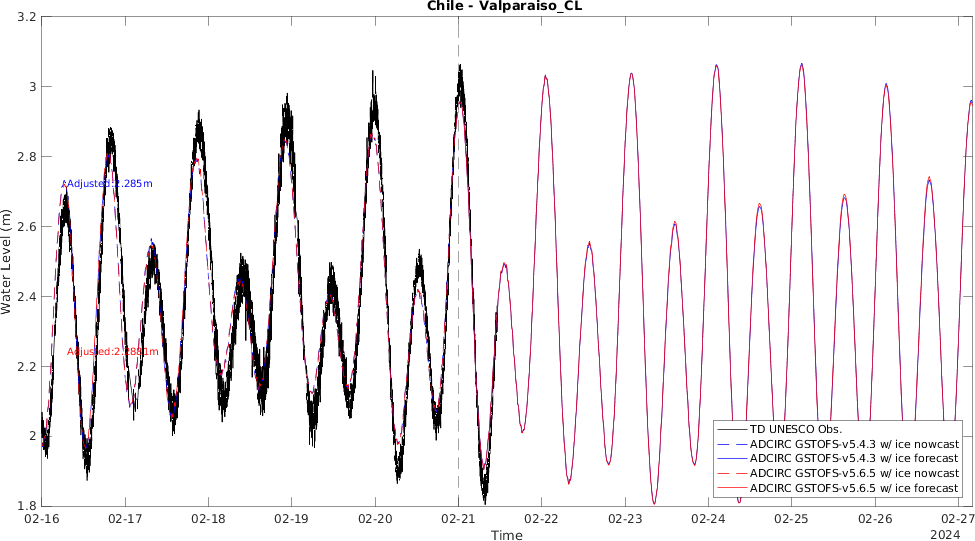 Chile - Valparaiso_CL
3.2
3
2.8
2.6
2.4
2.2
2
1.8
Water Level (m)
Adjusted:2.285m
TD UNESCO Obs.
ADCIRC GSTOFS-v5.4.3 w/ ice nowcast
ADCIRC GSTOFS-v5.4.3 w/ ice forecast
ADCIRC GSTOFS-v5.6.5 w/ ice nowcast
ADCIRC GSTOFS-v5.6.5 w/ ice forecast
02-16
02-17
02-18
02-19
02-20
02-21
02-22
02-23
02-24
02-25
02-26
02-27
Time
2024